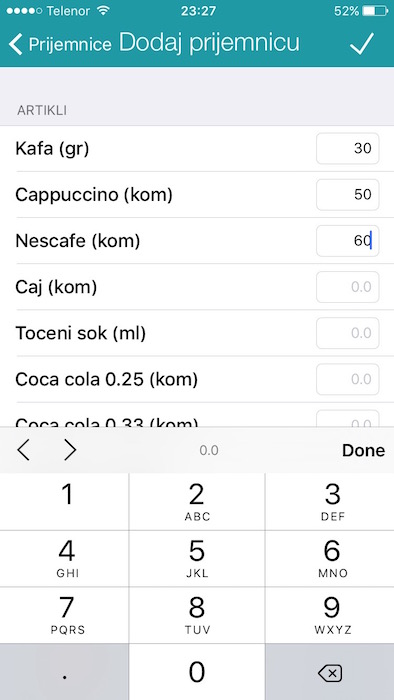 Telenor 23:27 52%
Prijemnice Dodaj prijemnicu
ARTIKLI
Kafa (gr) 30
Cappuccino (kom) 50
Nescafe (kom) 60
Caj (kom) 0.0
Toceni sok (ml) 0.0
Coca cola 0.25 (kom) 0.0
Coca cola 0.33 (kom) 0.0
0.0 Done
1 2 3
ABC DEF
4 5 6
GHI JKL MNO
7 8 9
PQRS TUV WXYZ
. 0